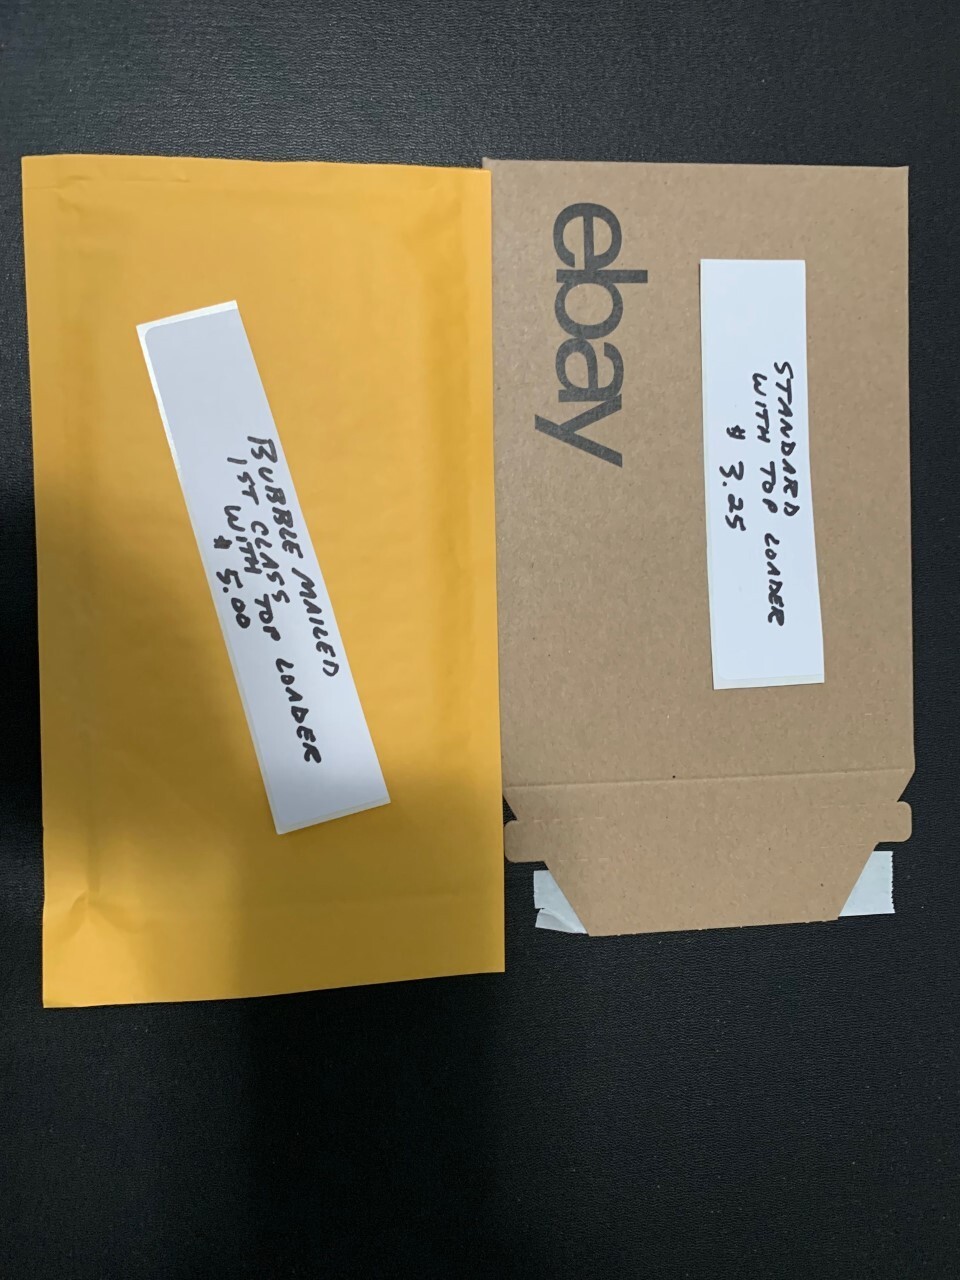 ebay
STANDARD
WITH TOP LOADER
$ 3.25
BUBBLE MAILED
1ST CLASS
WITH TOP LOADER
$ 5.00